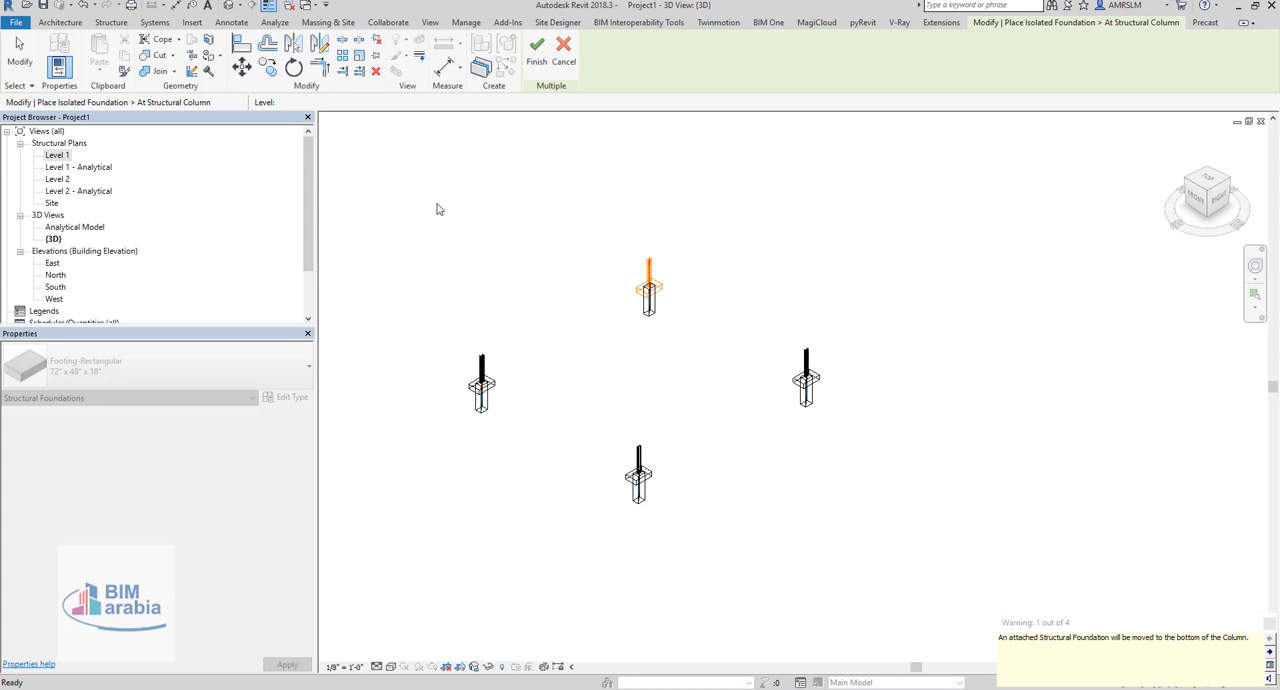 Autodesk Revit 2018.3 - Project1 - 3D View: {3D}
Type a keyword or phrase
AMRSLM
File Architecture Structure Systems Insert Annotate Analyze Massing & Site Collaborate View Manage Add-Ins Site Designer BIM Interoperability Tools Twinmotion BIM One MagiCloud pyRevit V-Ray Extensions Modify | Place Isolated Foundation > At Structural Column Precast
Cope
Cut
Join
Modify
Paste
Finish Cancel
Select Properties Clipboard Geometry Modify View Measure Create Multiple
Modify | Place Isolated Foundation > At Structural Column Level:
Project Browser - Project1
Views (all)
Structural Plans
Level 1
Level 1 - Analytical
Level 2
Level 2 - Analytical
Site
3D Views
Analytical Model
{3D}
Elevations (Building Elevation)
East
North
South
West
Legends
Schedules/Quantities (all)
Properties
Footing-Rectangular
72" x 48" x 18"
Structural Foundations
Edit Type
BIM
arabia
Properties help
Apply
TOP
FRONT
RIGHT
Warning: 1 out of 4
An attached Structural Foundation will be moved to the bottom of the Column.
1/8" = 1'-0"
Ready
:0
Main Model